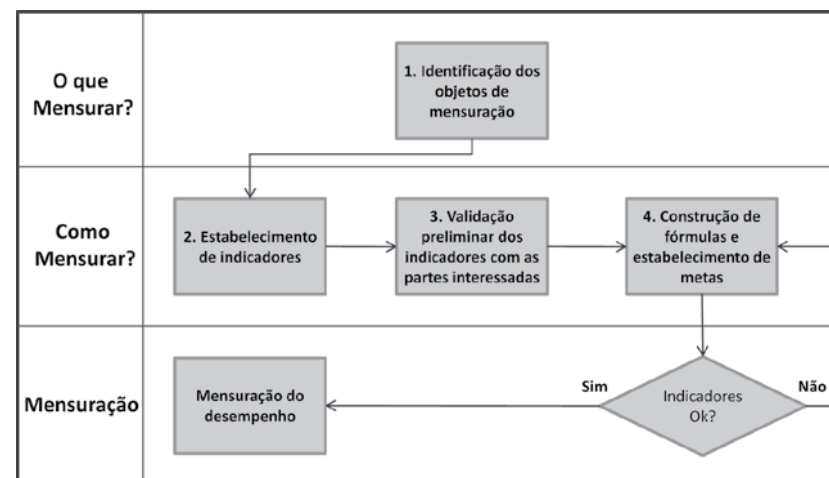 O que
Mensurar?
1. Identificação dos
objetos de
mensuração
Como
Mensurar?
2. Estabelecimento
de indicadores
3. Validação
preliminar dos
indicadores com as
partes interessadas
4. Construção de
fórmulas e
estabelecimento de
metas
Mensuração
Mensuração do
desempenho
Sim
Indicadores
Ok?
Não